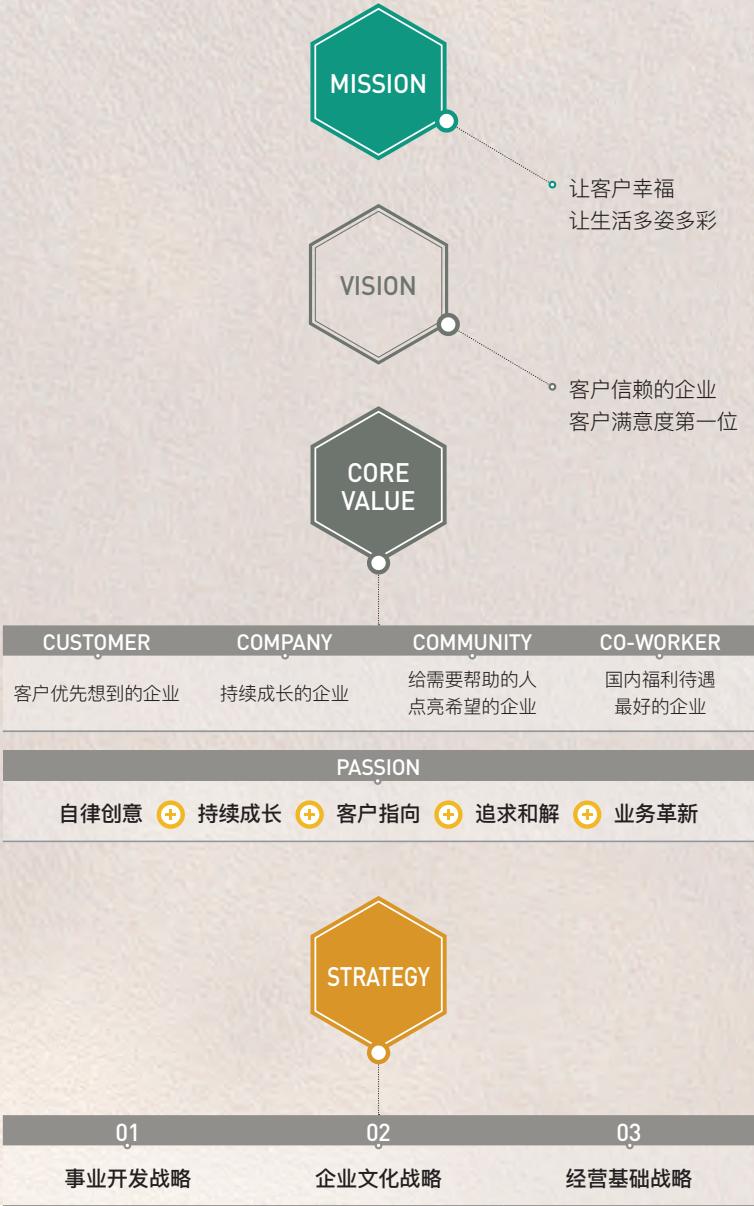 MISSION
让客户幸福
让生活多姿多彩
VISION
客户信赖的企业
客户满意度第一位
CORE
VALUE
CUSTOMER
COMPANY
COMMUNITY
CO-WORKER
客户优先想到的企业
持续成长的企业
给需要帮助的人
点亮希望的企业
国内福利待遇
最好的企业
PASSION
自律创意 + 持续成长 + 客户指向 + 追求和解 + 业务革新
STRATEGY
01
02
03
事业开发战略
企业文化战略
经营基础战略